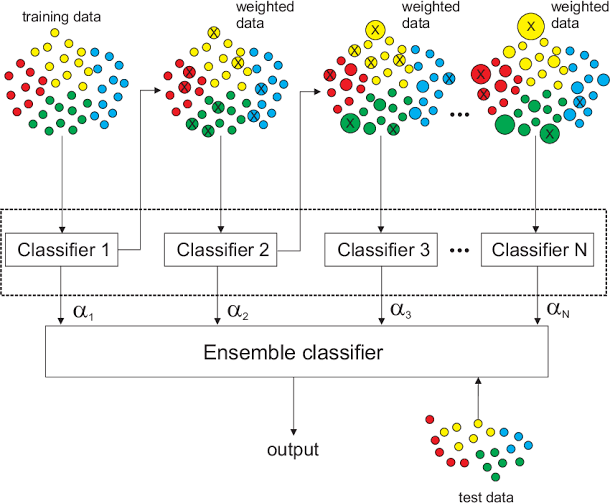 training data
weighted
data
weighted
data
weighted
data
X X X X X X X X
X X X X X X X X
X X X X X
...
Classifier 1
Classifier 2
Classifier 3
...
Classifier N
α1
α2
α3
αN
Ensemble classifier
output
test data